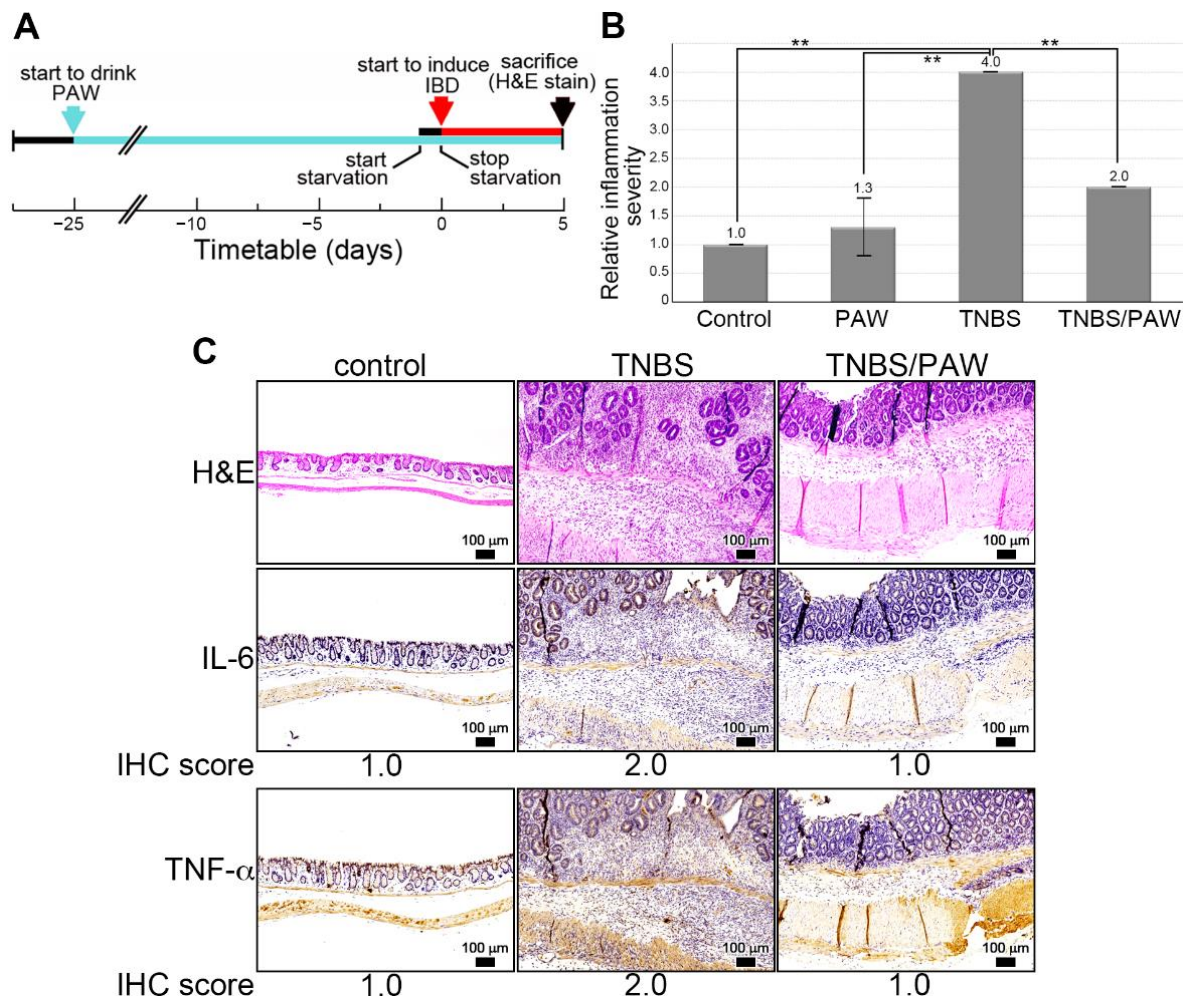 A
start to drink
PAW
start to induce
IBD
sacrifice
(H&E stain)
start
starvation
stop
starvation
−25
−10
−5
0
5
Timetable (days)
B
Relative inflammation
severity
4.0
3.5
3.0
2.5
2.0
1.5
1.0
0.5
0
**
**
**
1.0
1.3
4.0
2.0
Control
PAW
TNBS
TNBS/PAW
C
control
TNBS
TNBS/PAW
H&E
100 μm
100 μm
100 μm
IL-6
100 μm
100 μm
100 μm
IHC score
1.0
2.0
1.0
TNF-α
100 μm
100 μm
100 μm
IHC score
1.0
2.0
1.0